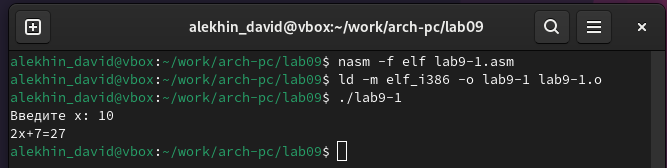 alekhin_david@vbox:~/work/arch-pc/lab09
alekhin_david@vbox:~/work/arch-pc/lab09$ nasm -f elf lab9-1.asm
alekhin_david@vbox:~/work/arch-pc/lab09$ ld -m elf_i386 -o lab9-1 lab9-1.o
alekhin_david@vbox:~/work/arch-pc/lab09$ ./lab9-1
Введите x: 10
2x+7=27
alekhin_david@vbox:~/work/arch-pc/lab09$